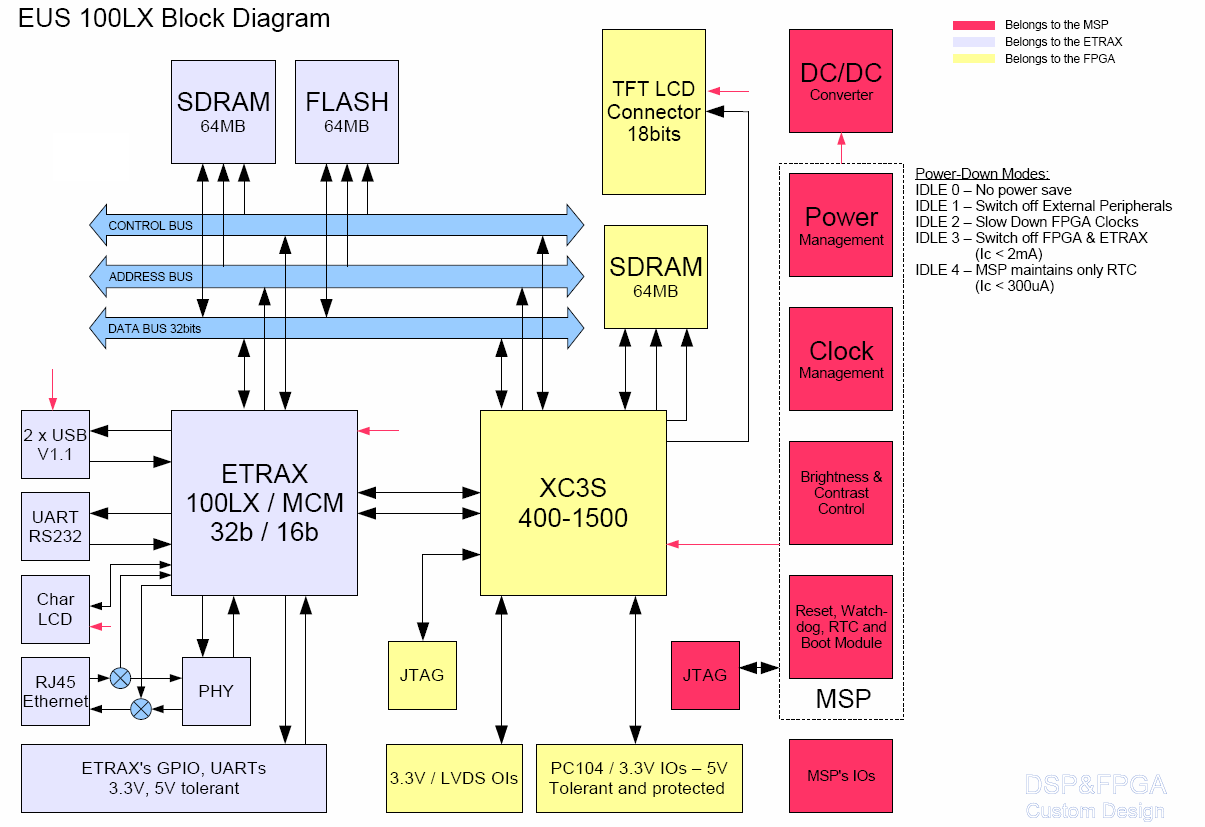 EUS 100LX Block Diagram
Belongs to the MSP
Belongs to the ETRAX
Belongs to the FPGA
SDRAM
64MB
FLASH
64MB
TFT LCD
Connector
18bits
DC/DC
Converter
Power-Down Modes:
IDLE 0 – No power save
IDLE 1 – Switch off External Peripherals
IDLE 2 – Slow Down FPGA Clocks
IDLE 3 – Switch off FPGA & ETRAX
(Ic < 2mA)
IDLE 4 – MSP maintains only RTC
(Ic < 300uA)
CONTROL BUS
ADDRESS BUS
DATA BUS 32bits
SDRAM
64MB
Power
Management
Clock
Management
Brightness &
Contrast
Control
Reset, Watch-
dog, RTC and
Boot Module
MSP
2 x USB
V1.1
UART
RS232
Char
LCD
RJ45
Ethernet
ETRAX
100LX / MCM
32b / 16b
XC3S
400-1500
PHY
JTAG
JTAG
ETRAX's GPIO, UARTs
3.3V, 5V tolerant
3.3V / LVDS OIs
PC104 / 3.3V IOs – 5V
Tolerant and protected
MSP's IOs
DSP&FPGA
Custom Design